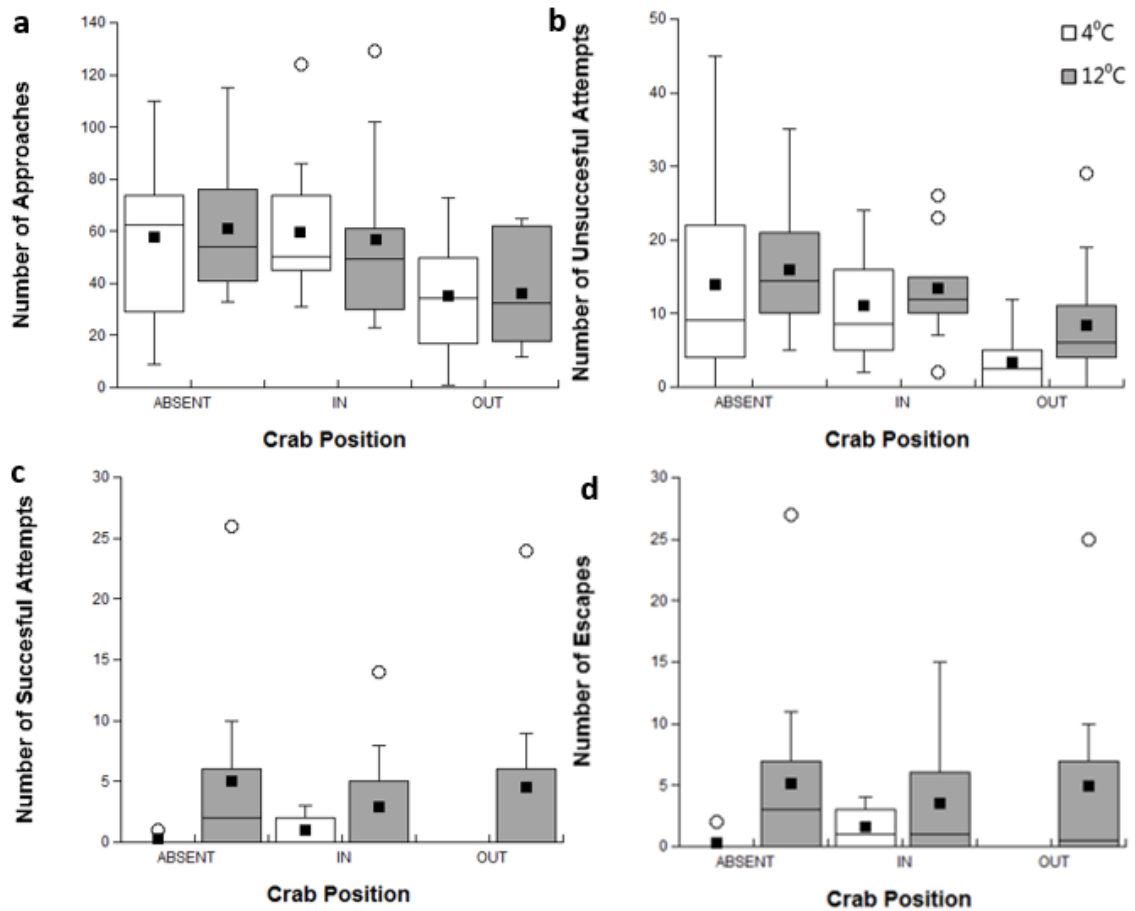 a
140
120
100
80
60
40
20
0
Number of Approaches
ABSENT IN OUT
Crab Position
b
50
40
30
20
10
0
Number of Unsuccesful Attempts
4⁰C
12⁰C
ABSENT IN OUT
Crab Position
c
30
25
20
15
10
5
0
Number of Succesful Attempts
ABSENT IN OUT
Crab Position
d
30
25
20
15
10
5
0
Number of Escapes
ABSENT IN OUT
Crab Position